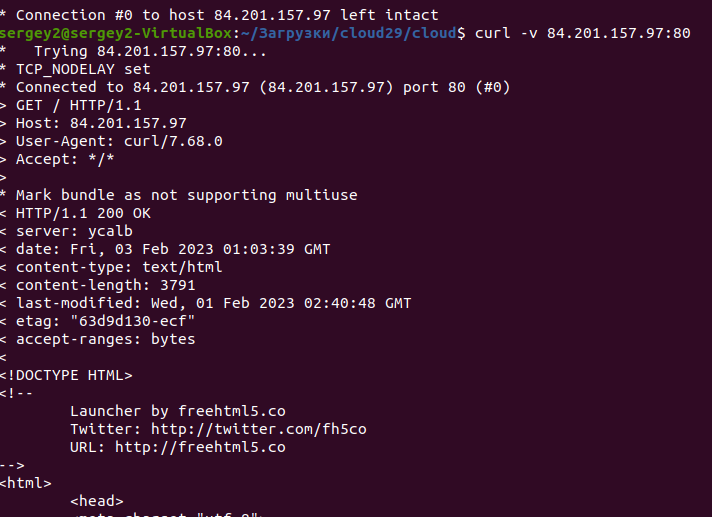 * Connection #0 to host 84.201.157.97 left intact
sergey2@sergey2-VirtualBox:~/Загрузки/cloud29/cloud$ curl -v 84.201.157.97:80
*   Trying 84.201.157.97:80...
* TCP_NODELAY set
* Connected to 84.201.157.97 (84.201.157.97) port 80 (#0)
> GET / HTTP/1.1
> Host: 84.201.157.97
> User-Agent: curl/7.68.0
> Accept: */*
>
* Mark bundle as not supporting multiuse
< HTTP/1.1 200 OK
< server: ycalb
< date: Fri, 03 Feb 2023 01:03:39 GMT
< content-type: text/html
< content-length: 3791
< last-modified: Wed, 01 Feb 2023 02:40:48 GMT
< etag: "63d9d130-ecf"
< accept-ranges: bytes
<
<!DOCTYPE HTML>
<!--
        Launcher by freehtml5.co
        Twitter: http://twitter.com/fh5co
        URL: http://freehtml5.co
-->
<html>
        <head>
        <meta charset="utf-8">